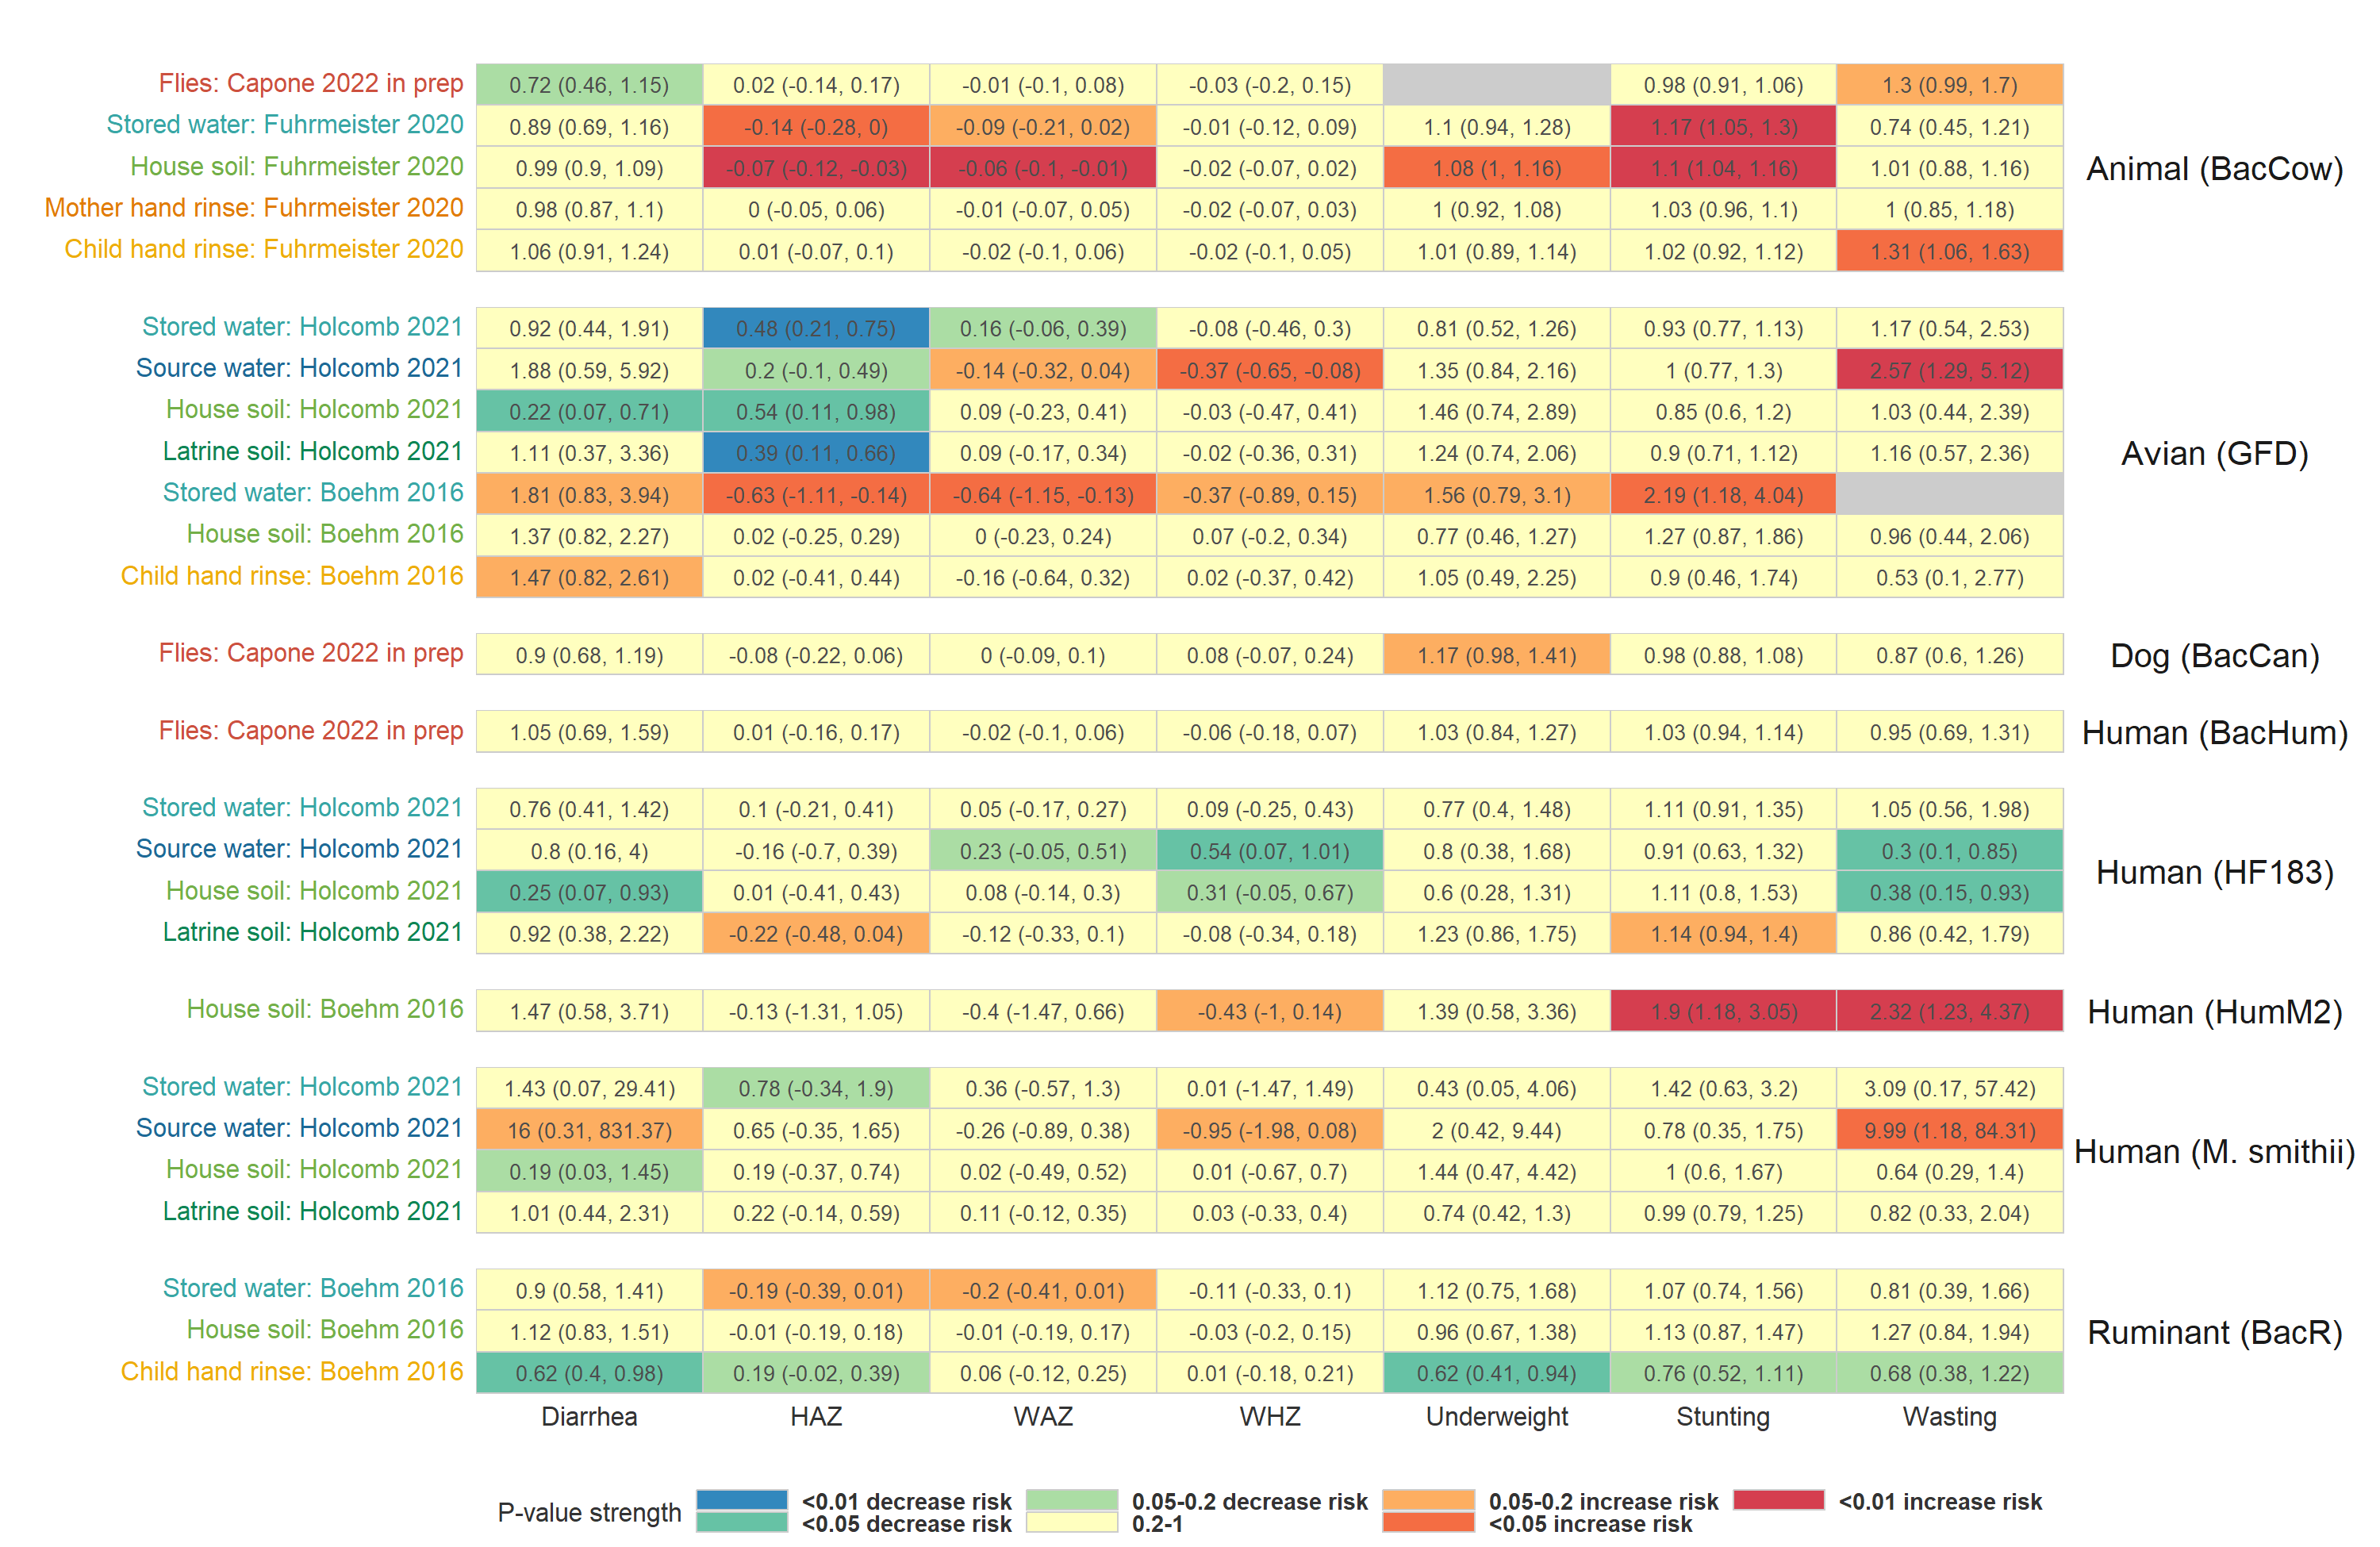 Flies: Capone 2022 in prep 0.72 (0.46, 1.15) 0.02 (-0.14, 0.17) -0.01 (-0.1, 0.08) -0.03 (-0.2, 0.15) 0.98 (0.91, 1.06) 1.3 (0.99, 1.7)
Stored water: Fuhrmeister 2020 0.89 (0.69, 1.16) -0.14 (-0.28, 0) -0.09 (-0.21, 0.02) -0.01 (-0.12, 0.09) 1.1 (0.94, 1.28) 1.17 (1.05, 1.3) 0.74 (0.45, 1.21)
House soil: Fuhrmeister 2020 0.99 (0.9, 1.09) -0.07 (-0.12, -0.03) -0.06 (-0.1, -0.01) -0.02 (-0.07, 0.02) 1.08 (1, 1.16) 1.1 (1.04, 1.16) 1.01 (0.88, 1.16) Animal (BacCow)
Mother hand rinse: Fuhrmeister 2020 0.98 (0.87, 1.1) 0 (-0.05, 0.06) -0.01 (-0.07, 0.05) -0.02 (-0.07, 0.03) 1 (0.92, 1.08) 1.03 (0.96, 1.1) 1 (0.85, 1.18)
Child hand rinse: Fuhrmeister 2020 1.06 (0.91, 1.24) 0.01 (-0.07, 0.1) -0.02 (-0.1, 0.06) -0.02 (-0.1, 0.05) 1.01 (0.89, 1.14) 1.02 (0.92, 1.12) 1.31 (1.06, 1.63)
Stored water: Holcomb 2021 0.92 (0.44, 1.91) 0.48 (0.21, 0.75) 0.16 (-0.06, 0.39) -0.08 (-0.46, 0.3) 0.81 (0.52, 1.26) 0.93 (0.77, 1.13) 1.17 (0.54, 2.53)
Source water: Holcomb 2021 1.88 (0.59, 5.92) 0.2 (-0.1, 0.49) -0.14 (-0.32, 0.04) -0.37 (-0.65, -0.08) 1.35 (0.84, 2.16) 1 (0.77, 1.3) 2.57 (1.29, 5.12)
House soil: Holcomb 2021 0.22 (0.07, 0.71) 0.54 (0.11, 0.98) 0.09 (-0.23, 0.41) -0.03 (-0.47, 0.41) 1.46 (0.74, 2.89) 0.85 (0.6, 1.2) 1.03 (0.44, 2.39)
Latrine soil: Holcomb 2021 1.11 (0.37, 3.36) 0.39 (0.11, 0.66) 0.09 (-0.17, 0.34) -0.02 (-0.36, 0.31) 1.24 (0.74, 2.06) 0.9 (0.71, 1.12) 1.16 (0.57, 2.36) Avian (GFD)
Stored water: Boehm 2016 1.81 (0.83, 3.94) -0.63 (-1.11, -0.14) -0.64 (-1.15, -0.13) -0.37 (-0.89, 0.15) 1.56 (0.79, 3.1) 2.19 (1.18, 4.04)
House soil: Boehm 2016 1.37 (0.82, 2.27) 0.02 (-0.25, 0.29) 0 (-0.23, 0.24) 0.07 (-0.2, 0.34) 0.77 (0.46, 1.27) 1.27 (0.87, 1.86) 0.96 (0.44, 2.06)
Child hand rinse: Boehm 2016 1.47 (0.82, 2.61) 0.02 (-0.41, 0.44) -0.16 (-0.64, 0.32) 0.02 (-0.37, 0.42) 1.05 (0.49, 2.25) 0.9 (0.46, 1.74) 0.53 (0.1, 2.77)
Flies: Capone 2022 in prep 0.9 (0.68, 1.19) -0.08 (-0.22, 0.06) 0 (-0.09, 0.1) 0.08 (-0.07, 0.24) 1.17 (0.98, 1.41) 0.98 (0.88, 1.08) 0.87 (0.6, 1.26) Dog (BacCan)
Flies: Capone 2022 in prep 1.05 (0.69, 1.59) 0.01 (-0.16, 0.17) -0.02 (-0.1, 0.06) -0.06 (-0.18, 0.07) 1.03 (0.84, 1.27) 1.03 (0.94, 1.14) 0.95 (0.69, 1.31) Human (BacHum)
Stored water: Holcomb 2021 0.76 (0.41, 1.42) 0.1 (-0.21, 0.41) 0.05 (-0.17, 0.27) 0.09 (-0.25, 0.43) 0.77 (0.4, 1.48) 1.11 (0.91, 1.35) 1.05 (0.56, 1.98)
Source water: Holcomb 2021 0.8 (0.16, 4) -0.16 (-0.7, 0.39) 0.23 (-0.05, 0.51) 0.54 (0.07, 1.01) 0.8 (0.38, 1.68) 0.91 (0.63, 1.32) 0.3 (0.1, 0.85)
Human (HF183)
House soil: Holcomb 2021 0.25 (0.07, 0.93) 0.01 (-0.41, 0.43) 0.08 (-0.14, 0.3) 0.31 (-0.05, 0.67) 0.6 (0.28, 1.31) 1.11 (0.8, 1.53) 0.38 (0.15, 0.93)
Latrine soil: Holcomb 2021 0.92 (0.38, 2.22) -0.22 (-0.48, 0.04) -0.12 (-0.33, 0.1) -0.08 (-0.34, 0.18) 1.23 (0.86, 1.75) 1.14 (0.94, 1.4) 0.86 (0.42, 1.79)
House soil: Boehm 2016 1.47 (0.58, 3.71) -0.13 (-1.31, 1.05) -0.4 (-1.47, 0.66) -0.43 (-1, 0.14) 1.39 (0.58, 3.36) 1.9 (1.18, 3.05) 2.32 (1.23, 4.37) Human (HumM2)
Stored water: Holcomb 2021 1.43 (0.07, 29.41) 0.78 (-0.34, 1.9) 0.36 (-0.57, 1.3) 0.01 (-1.47, 1.49) 0.43 (0.05, 4.06) 1.42 (0.63, 3.2) 3.09 (0.17, 57.42)
Source water: Holcomb 2021 16 (0.31, 831.37) 0.65 (-0.35, 1.65) -0.26 (-0.89, 0.38) -0.95 (-1.98, 0.08) 2 (0.42, 9.44) 0.78 (0.35, 1.75) 9.99 (1.18, 84.31)
Human (M. smithii)
House soil: Holcomb 2021 0.19 (0.03, 1.45) 0.19 (-0.37, 0.74) 0.02 (-0.49, 0.52) 0.01 (-0.67, 0.7) 1.44 (0.47, 4.42) 1 (0.6, 1.67) 0.64 (0.29, 1.4)
Latrine soil: Holcomb 2021 1.01 (0.44, 2.31) 0.22 (-0.14, 0.59) 0.11 (-0.12, 0.35) 0.03 (-0.33, 0.4) 0.74 (0.42, 1.3) 0.99 (0.79, 1.25) 0.82 (0.33, 2.04)
Stored water: Boehm 2016 0.9 (0.58, 1.41) -0.19 (-0.39, 0.01) -0.2 (-0.41, 0.01) -0.11 (-0.33, 0.1) 1.12 (0.75, 1.68) 1.07 (0.74, 1.56) 0.81 (0.39, 1.66)
House soil: Boehm 2016 1.12 (0.83, 1.51) -0.01 (-0.19, 0.18) -0.01 (-0.19, 0.17) -0.03 (-0.2, 0.15) 0.96 (0.67, 1.38) 1.13 (0.87, 1.47) 1.27 (0.84, 1.94) Ruminant (BacR)
Child hand rinse: Boehm 2016 0.62 (0.4, 0.98) 0.19 (-0.02, 0.39) 0.06 (-0.12, 0.25) 0.01 (-0.18, 0.21) 0.62 (0.41, 0.94) 0.76 (0.52, 1.11) 0.68 (0.38, 1.22)
Diarrhea HAZ WAZ WHZ Underweight Stunting Wasting
P-value strength <0.01 decrease risk 0.05-0.2 decrease risk 0.05-0.2 increase risk <0.01 increase risk
<0.05 decrease risk 0.2-1 <0.05 increase risk